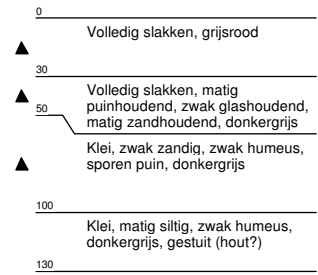 0
Volledig slakken, grijsrood
30
Volledig slakken, matig
puinhoudend, zwak glashoudend,
matig zandhoudend, donkergrijs
50
Klei, zwak zandig, zwak humeus,
sporen puin, donkergrijs
100
Klei, matig siltig, zwak humeus,
donkergrijs, gestuit (hout?)
130